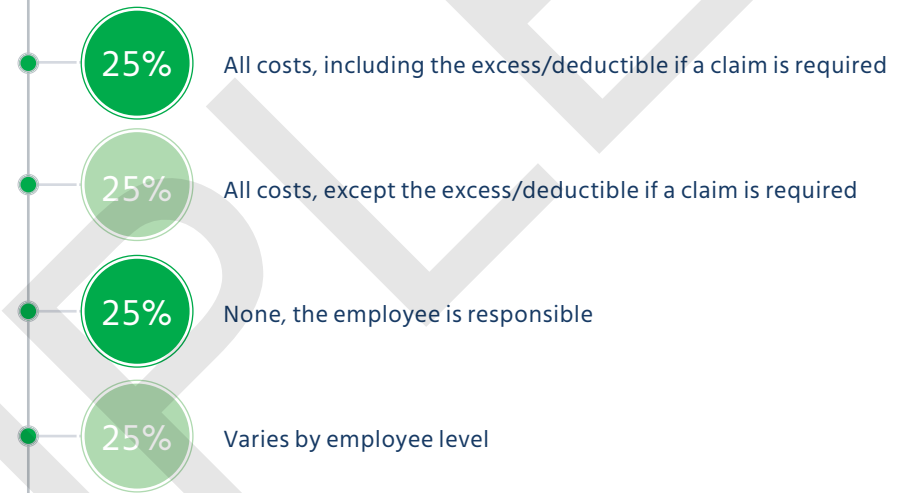 25% All costs, including the excess/deductible if a claim is required
25% All costs, except the excess/deductible if a claim is required
25% None, the employee is responsible
25% Varies by employee level